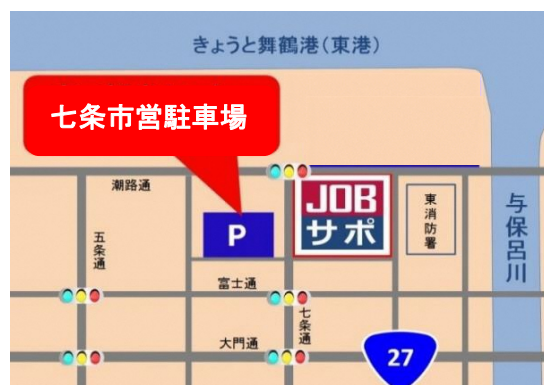 きょうと舞鶴港(東港)
七条市営駐車場
潮路通
JOB
サポ
東消防署
与保呂川
五条通
P
富士通
七条通
大門通
27